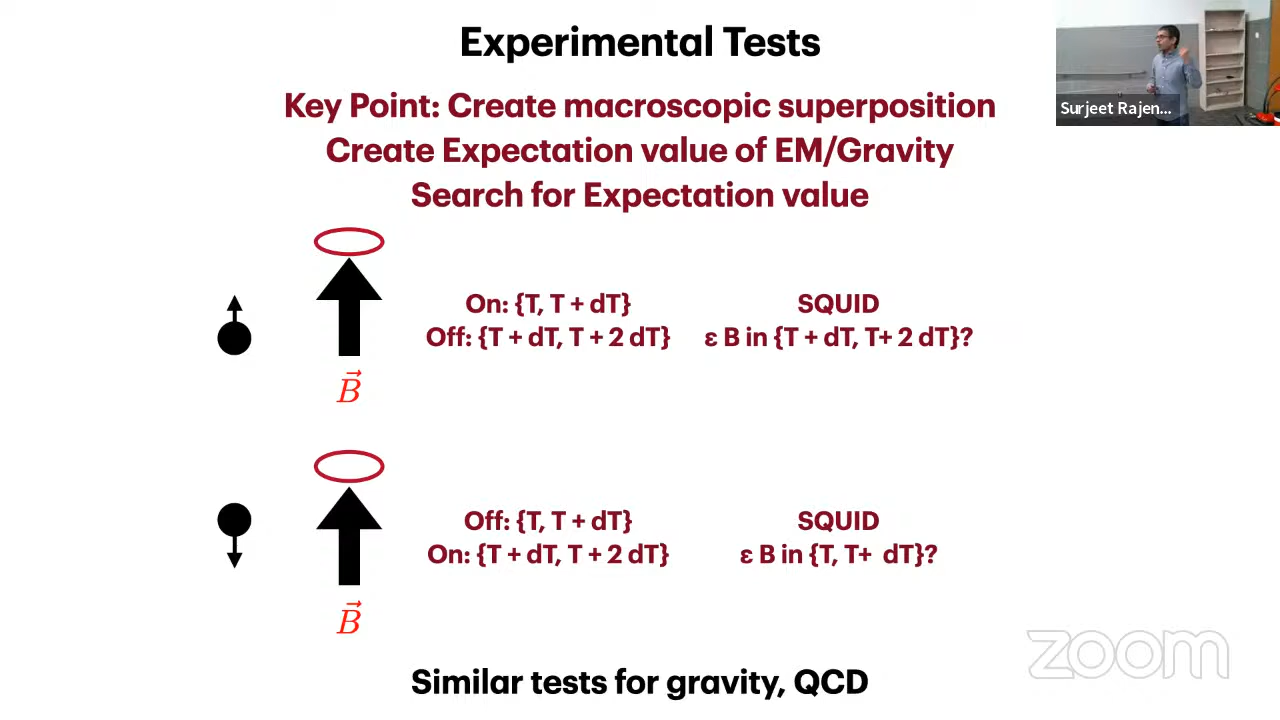 Experimental Tests
Key Point: Create macroscopic superposition
Create Expectation value of EM/Gravity
Search for Expectation value
Surjeet Rajen...
On: {T, T + dT}
Off: {T + dT, T + 2 dT}
SQUID
ε B in {T + dT, T+ 2 dT}?
B⃗
Off: {T, T + dT}
On: {T + dT, T + 2 dT}
SQUID
ε B in {T, T+ dT}?
B⃗
Similar tests for gravity, QCD
zoom